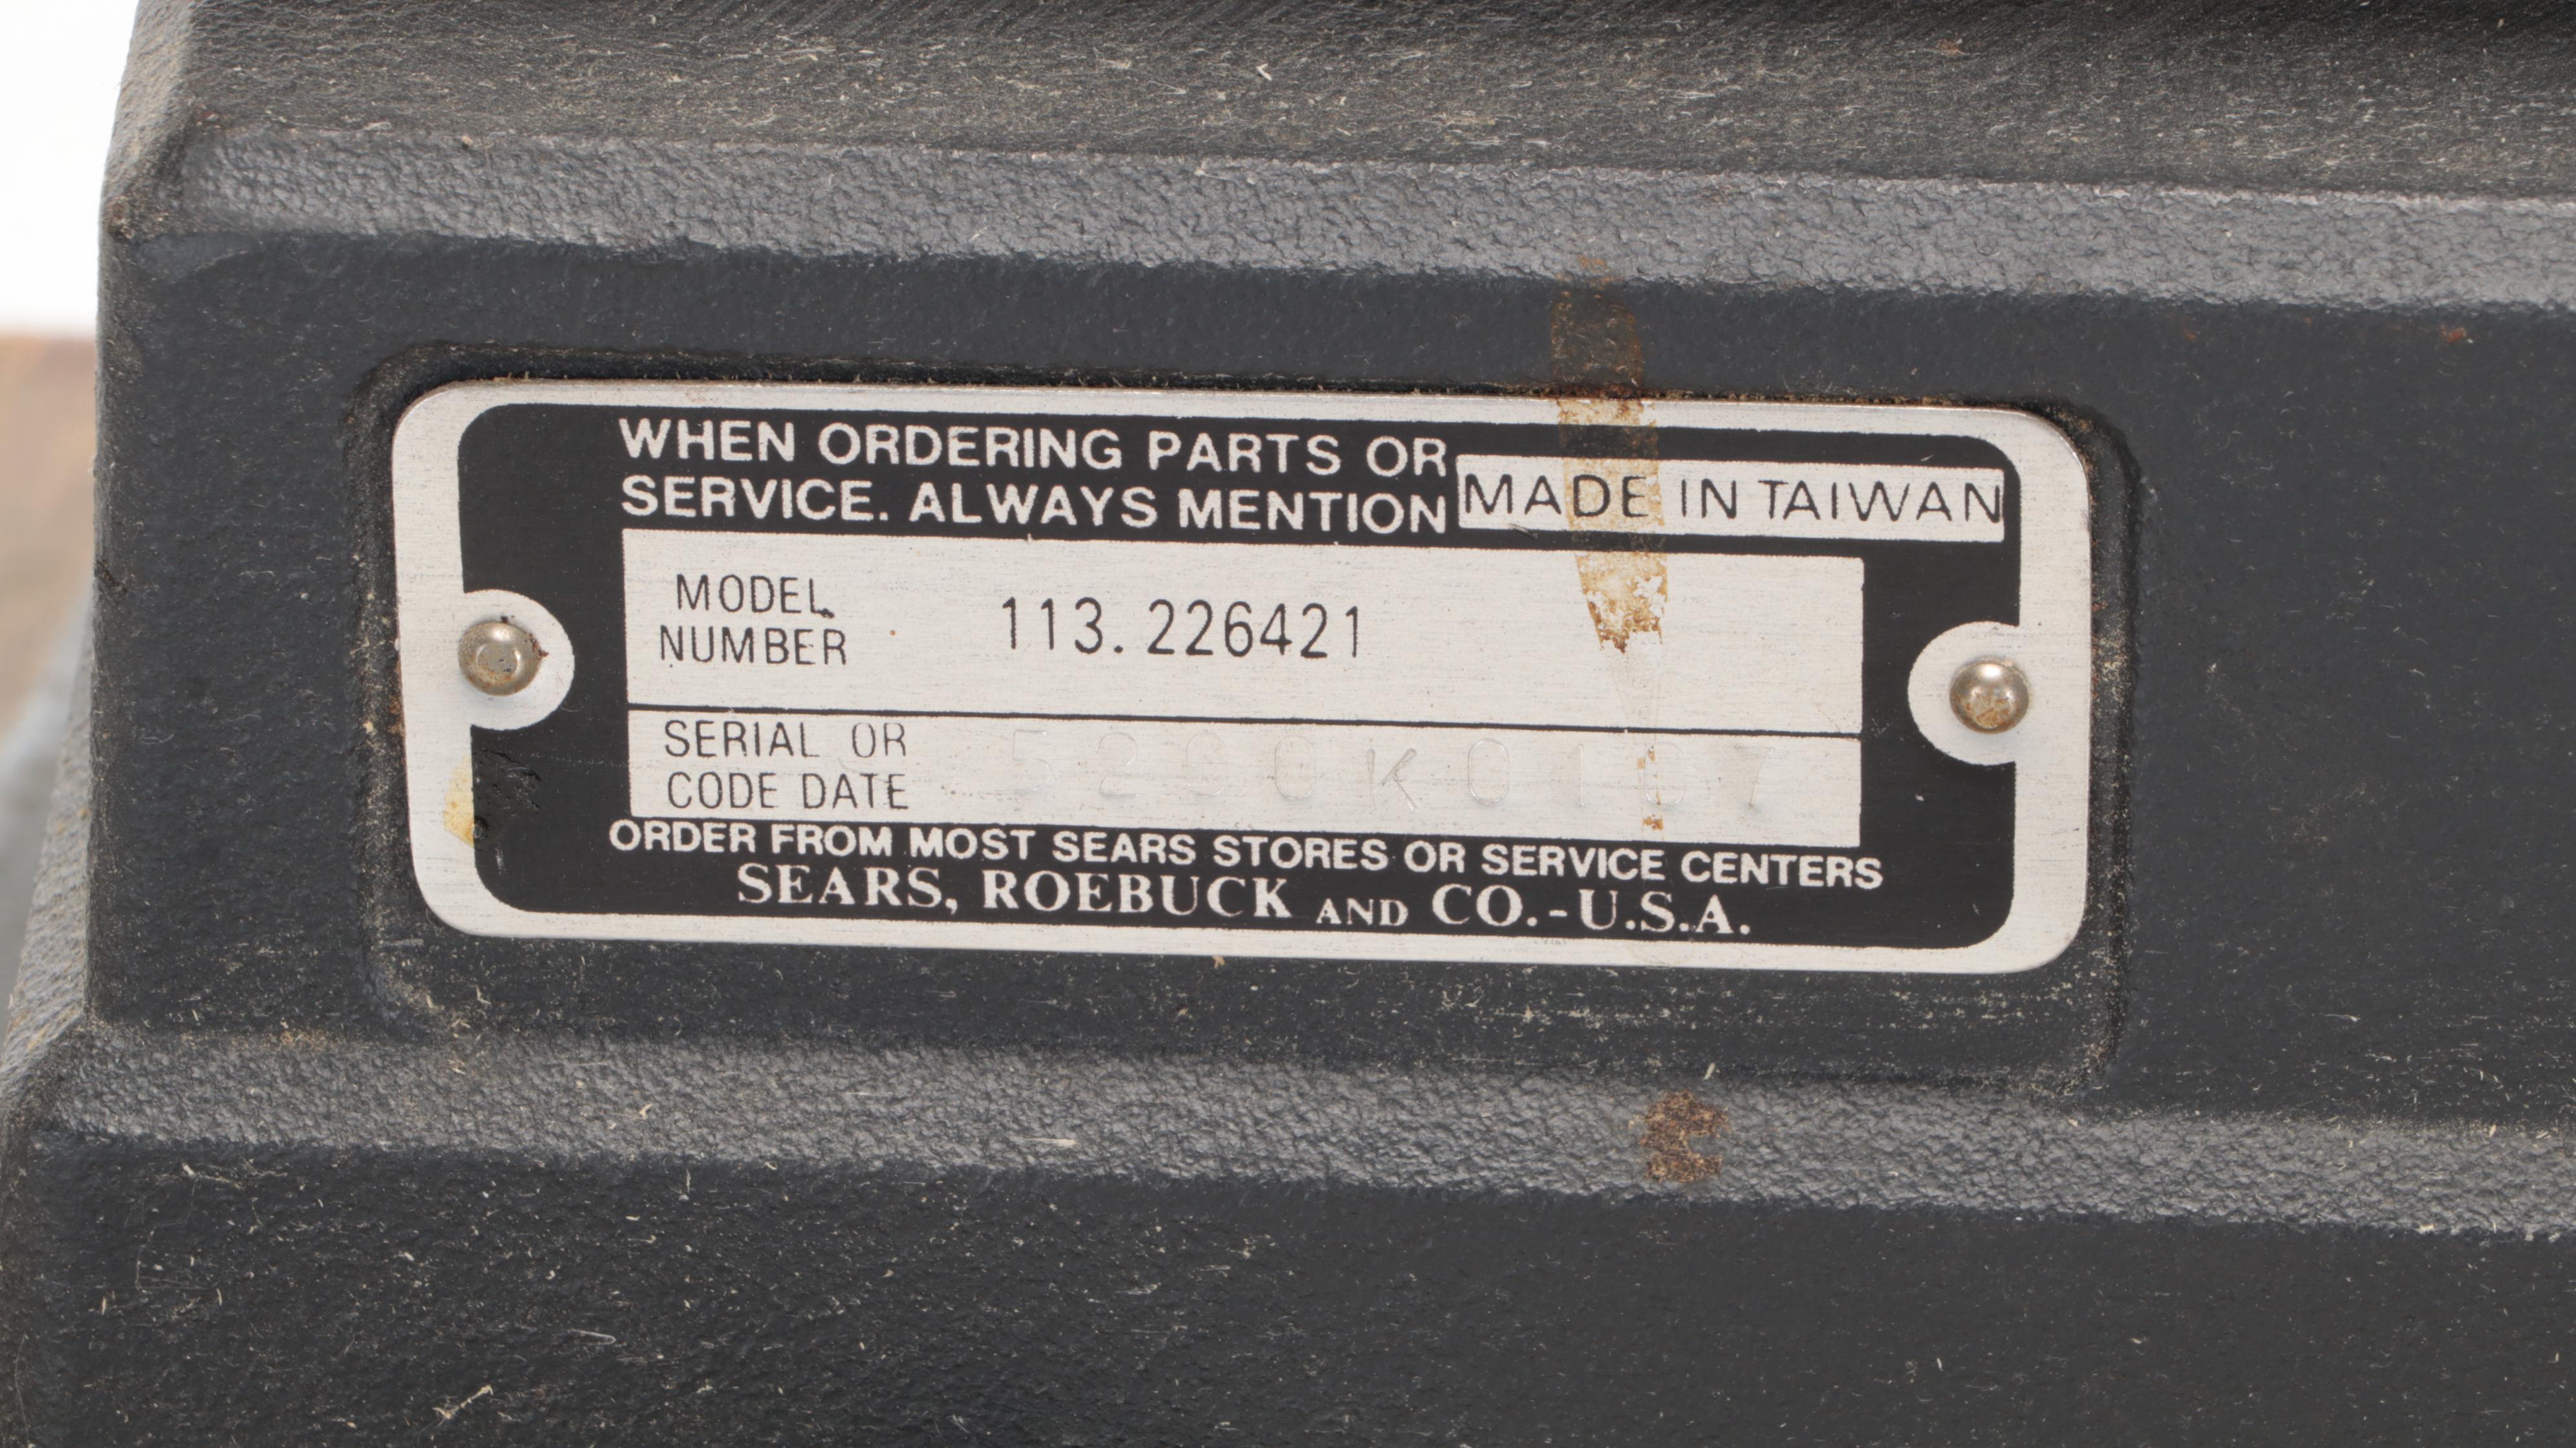 WHEN ORDERING PARTS OR
SERVICE. ALWAYS MENTION
MADE IN TAIWAN
MODEL
NUMBER
113.226421
SERIAL OR
CODE DATE
ORDER FROM MOST SEARS STORES OR SERVICE CENTERS
SEARS, ROEBUCK AND CO.-U.S.A.